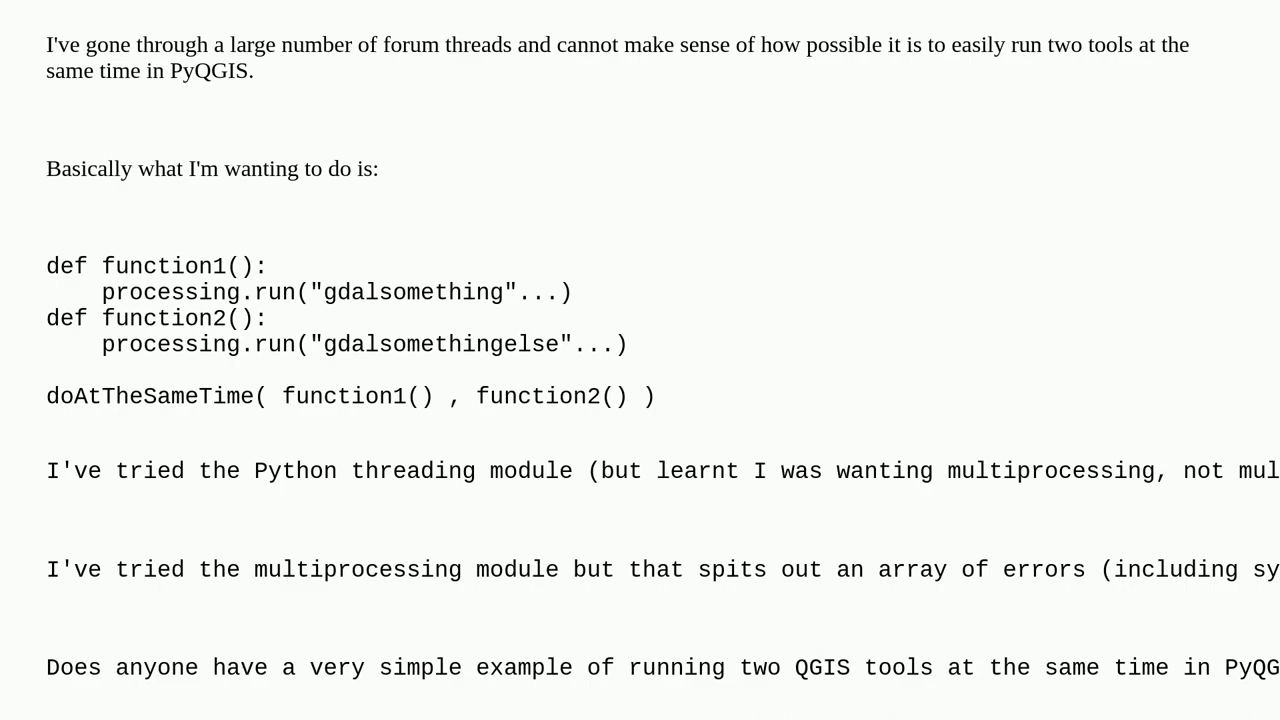 I've gone through a large number of forum threads and cannot make sense of how possible it is to easily run two tools at the
same time in PyQGIS.
Basically what I'm wanting to do is:
def function1():
    processing.run("gdalsomething"...)
def function2():
    processing.run("gdalsomethingelse"...)
doAtTheSameTime( function1() , function2() )
I've tried the Python threading module (but learnt I was wanting multiprocessing, not mul
I've tried the multiprocessing module but that spits out an array of errors (including sy
Does anyone have a very simple example of running two QGIS tools at the same time in PyQG